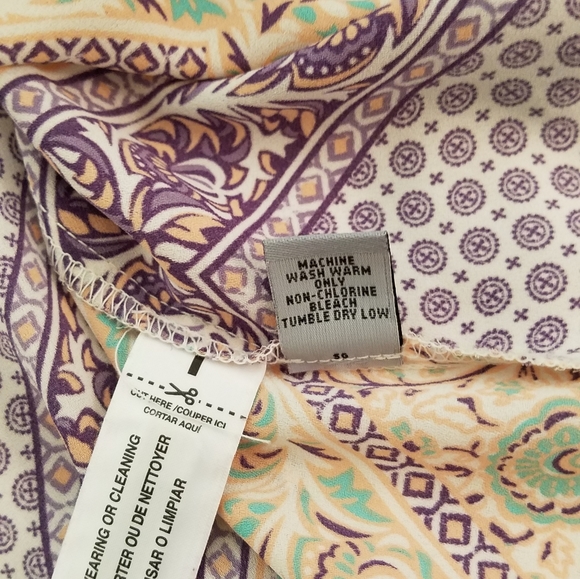 MACHINE
WASH WARM
ONLY
NON-CHLORINE
BLEACH
TUMBLE DRY LOW
CUT HERE /COUPER ICI
CORTAR AQUÍ
EARING OR CLEANING
RTER OU DE NETTOYER
SAR O LIMPIAR